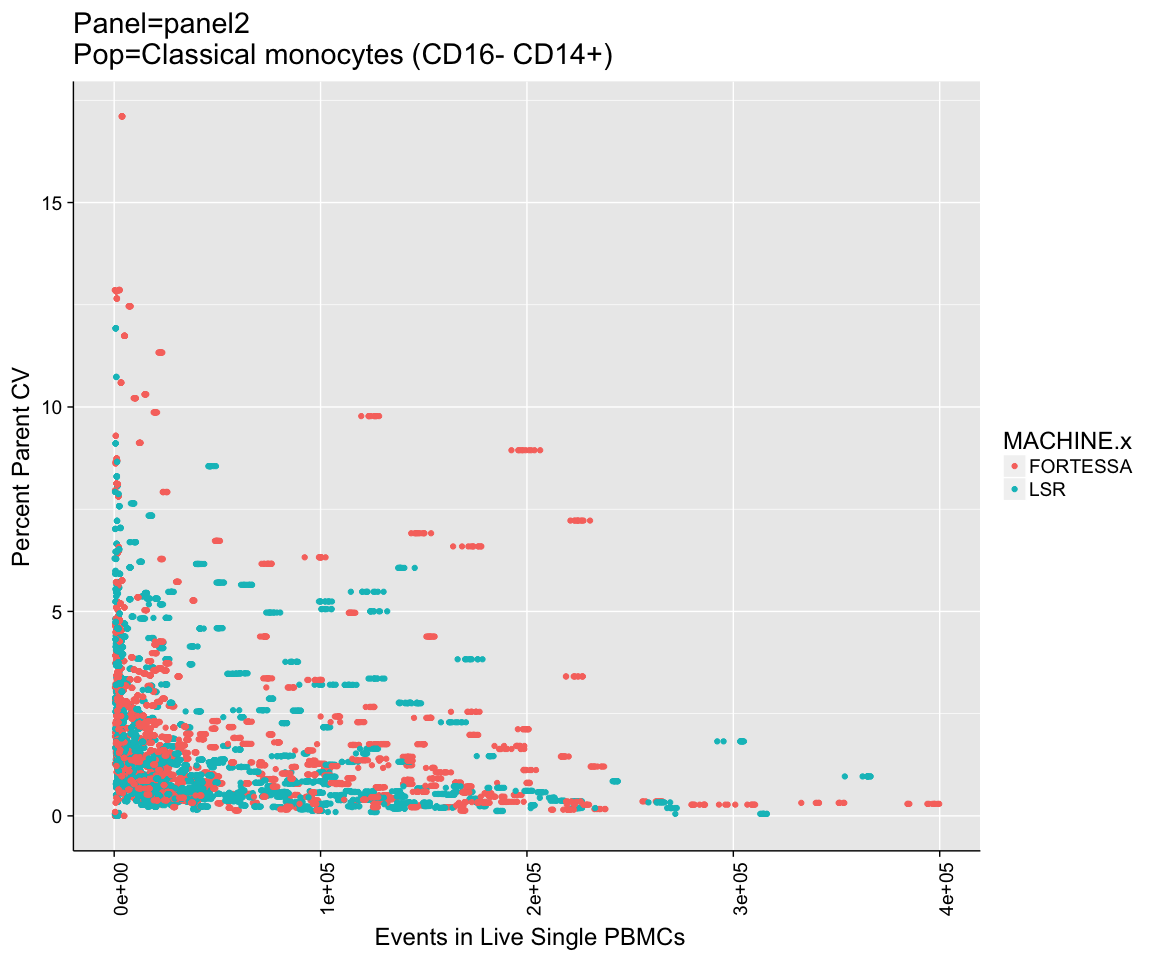 Panel=panel2
Pop=Classical monocytes (CD16- CD14+)
Percent Parent CV
15
10
5
0
0e+00
1e+05
2e+05
3e+05
4e+05
Events in Live Single PBMCs
MACHINE.x
FORTESSA
LSR